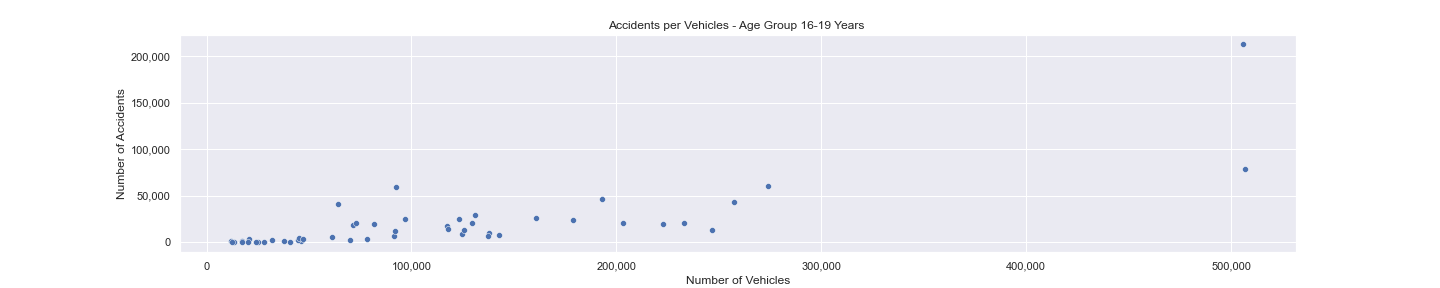 Accidents per Vehicles - Age Group 16-19 Years
Number of Accidents
200,000
150,000
100,000
50,000
0
0 100,000 200,000 300,000 400,000 500,000
Number of Vehicles